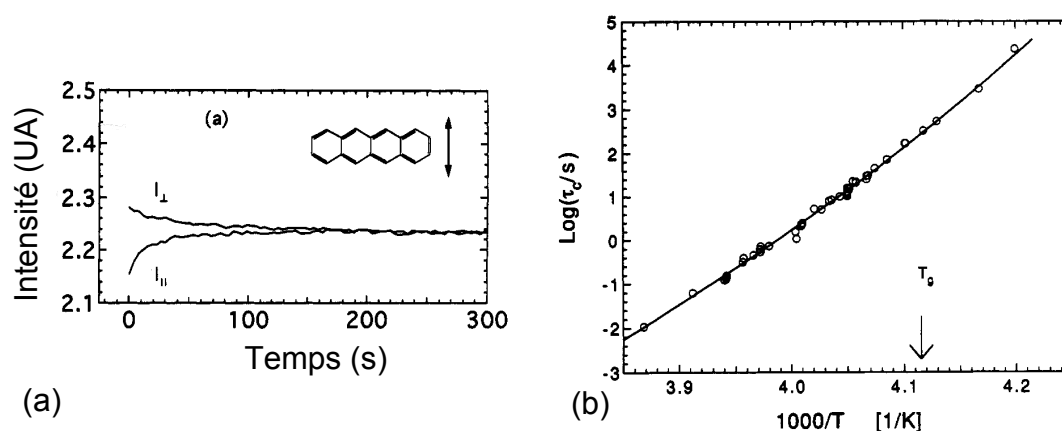 2.5
2.4
2.3
2.2
2.1
Intensité (UA)
(a)
I⊥
I||
0
100
200
300
Temps (s)
(a)
5
4
3
2
1
0
-1
-2
-3
Log(τc/s)
Tg
3.9
4.0
4.1
4.2
1000/T [1/K]
(b)